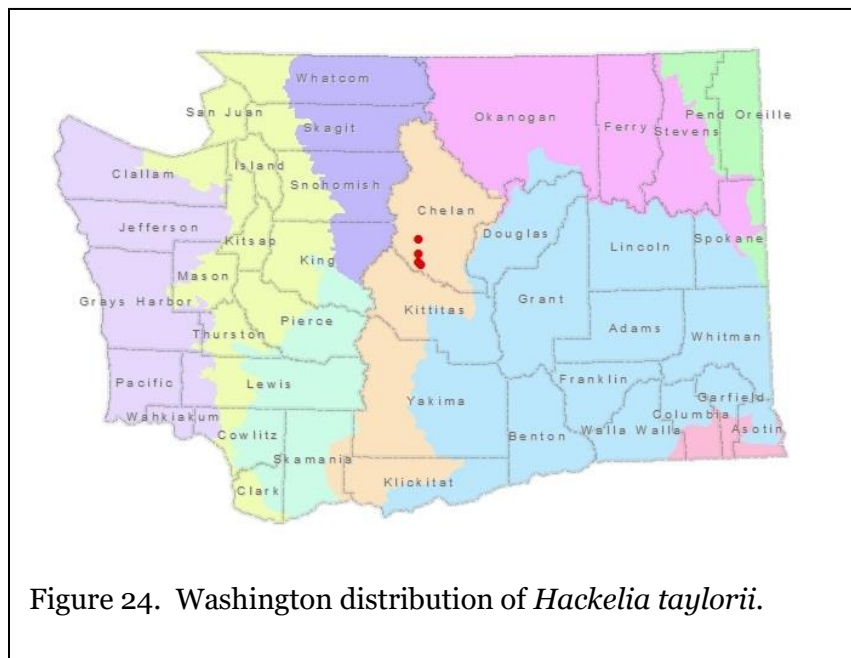 Whatcom
San Juan
Skagit
Okanogan
Ferry
Pend Oreille
Stevens
Island
Clallam
Snohomish
Chelan
Jefferson
Kitsap
King
Douglas
Lincoln
Spokane
Mason
Grays Harbor
Kittitas
Grant
Pierce
Thurston
Adams
Whitman
Pacific
Lewis
Yakima
Franklin
Garfield
Wahkiakum
Columbia
Cowlitz
Benton
Walla Walla
Asotin
Skamania
Klickitat
Clark
Figure 24. Washington distribution of Hackelia taylorii.